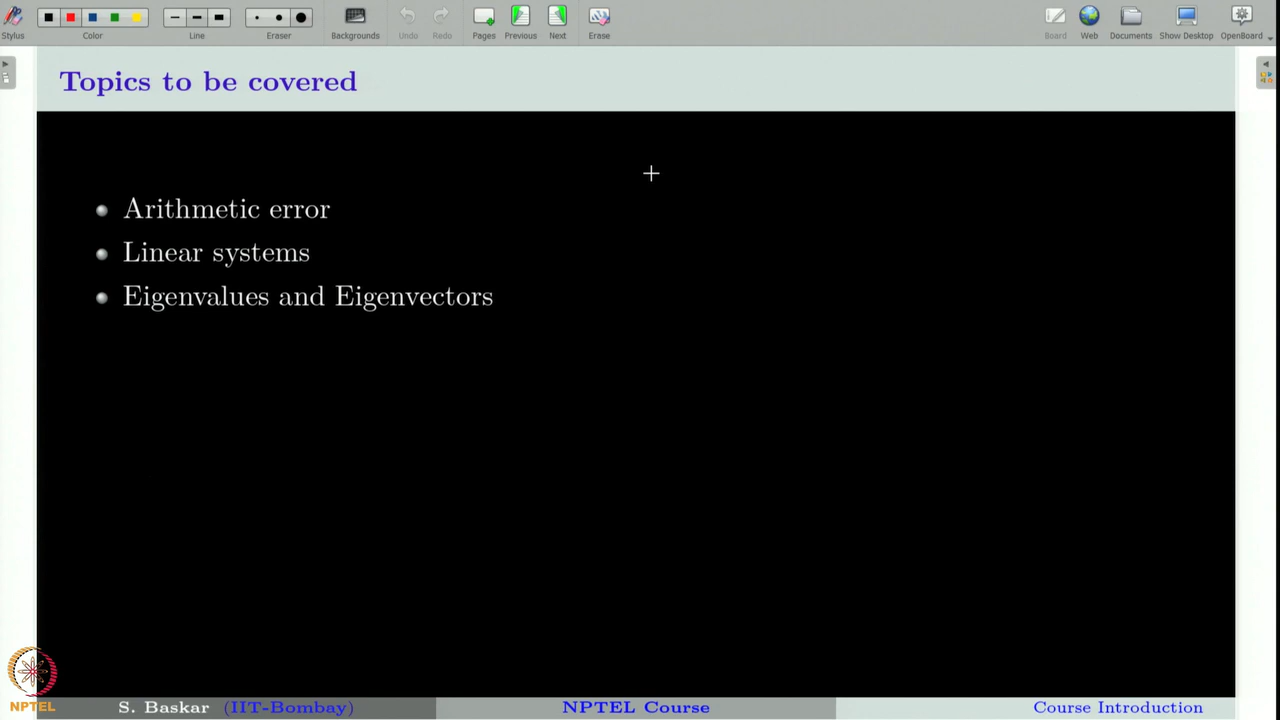 Stylus Color Line Eraser Backgrounds Undo Redo Pages Previous Next Erase Board Web Documents Show Desktop OpenBoard
Topics to be covered
Arithmetic error
Linear systems
Eigenvalues and Eigenvectors
NPTEL
S. Baskar (IIT-Bombay) NPTEL Course Course Introduction